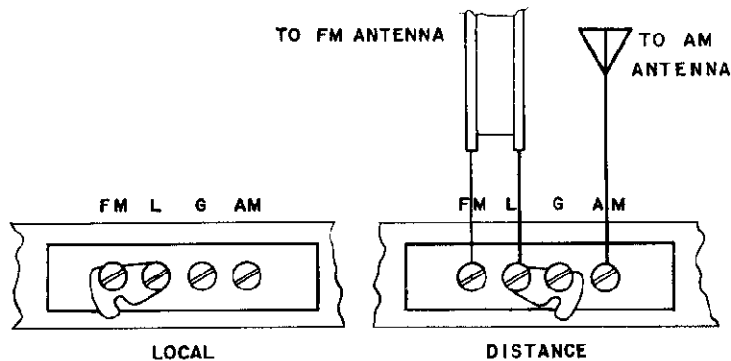 TO FM ANTENNA
TO AM
ANTENNA
FM L G AM
FM L G AM
LOCAL
DISTANCE